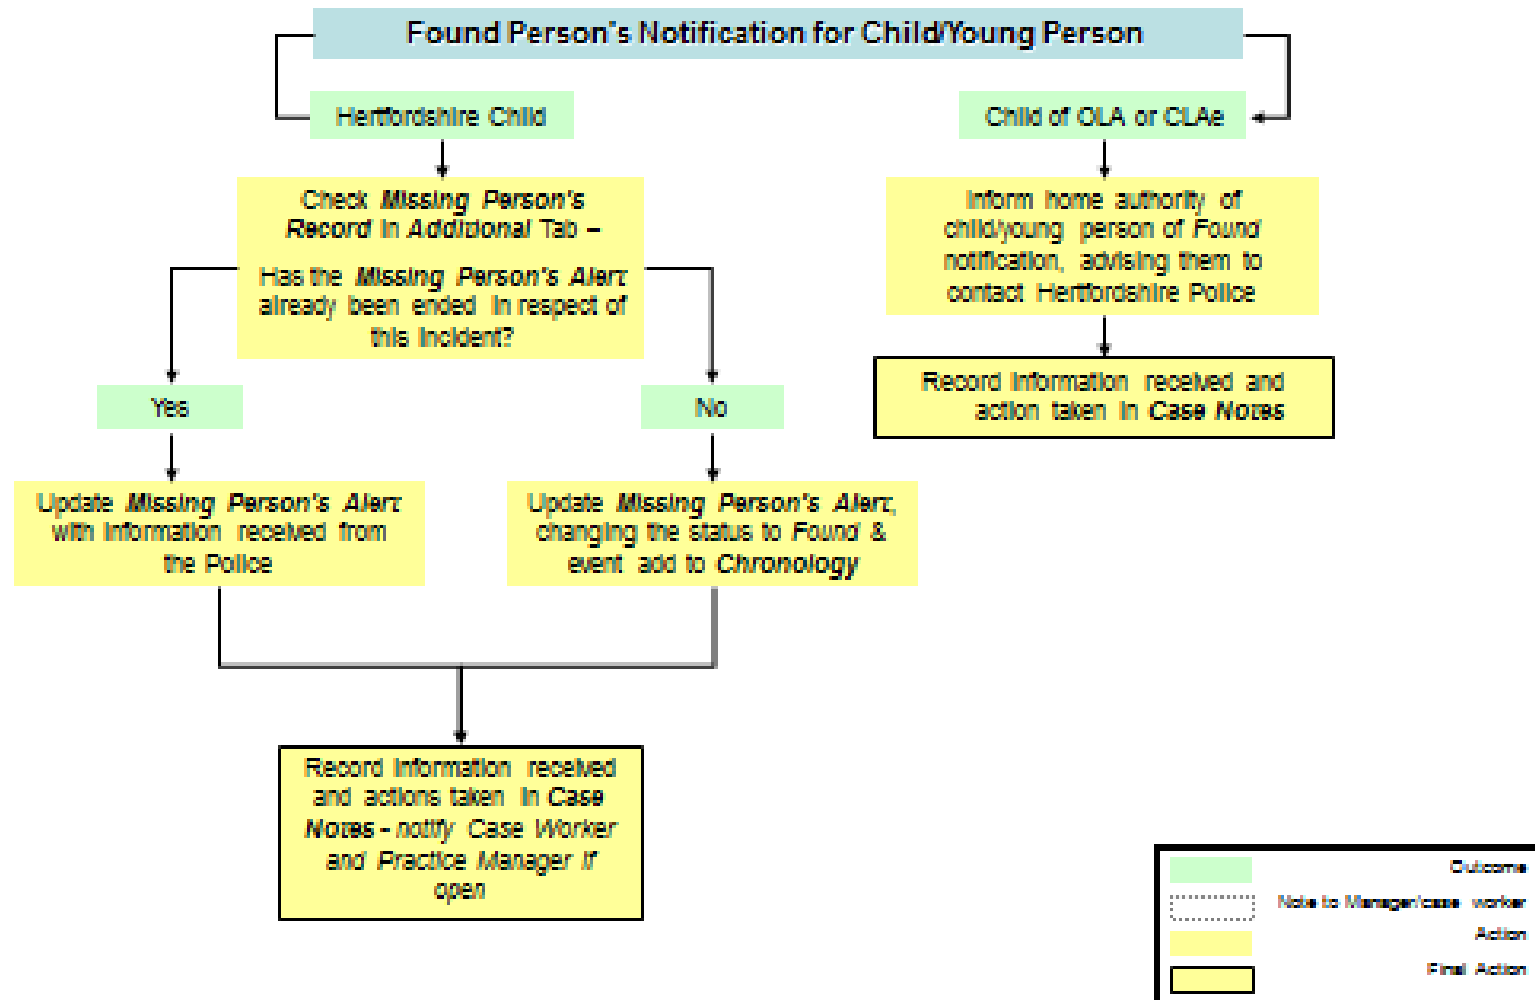 Found Person's Notification for Child/Young Person
Hertfordshire Child
Child of OLA or CLAe
Check Missing Person's
Record in Additional Tab –
Has the Missing Person's Alert
already been ended in respect of
this incident?
Inform home authority of
child/young person of Found
notification, advising them to
contact Hertfordshire Police
Record information received and
action taken in Case Notes
Yes
No
Update Missing Person's Alert
with information received from
the Police
Update Missing Person's Alert,
changing the status to Found &
event add to Chronology
Record information received
and actions taken in Case
Notes - notify Case Worker
and Practice Manager if
open
Outcome
Note to Manager/case worker
Action
Final Action